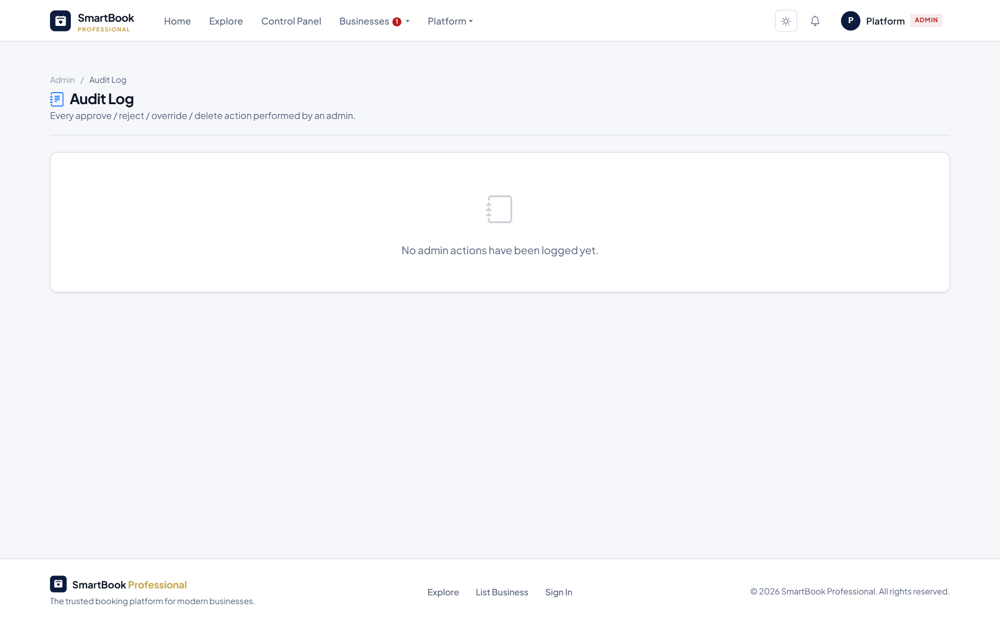 SmartBook
PROFESSIONAL
Home
Explore
Control Panel
Businesses 1
Platform
P
Platform
ADMIN
Admin / Audit Log
Audit Log
Every approve / reject / override / delete action performed by an admin.
No admin actions have been logged yet.
SmartBook Professional
The trusted booking platform for modern businesses.
Explore
List Business
Sign In
© 2026 SmartBook Professional. All rights reserved.